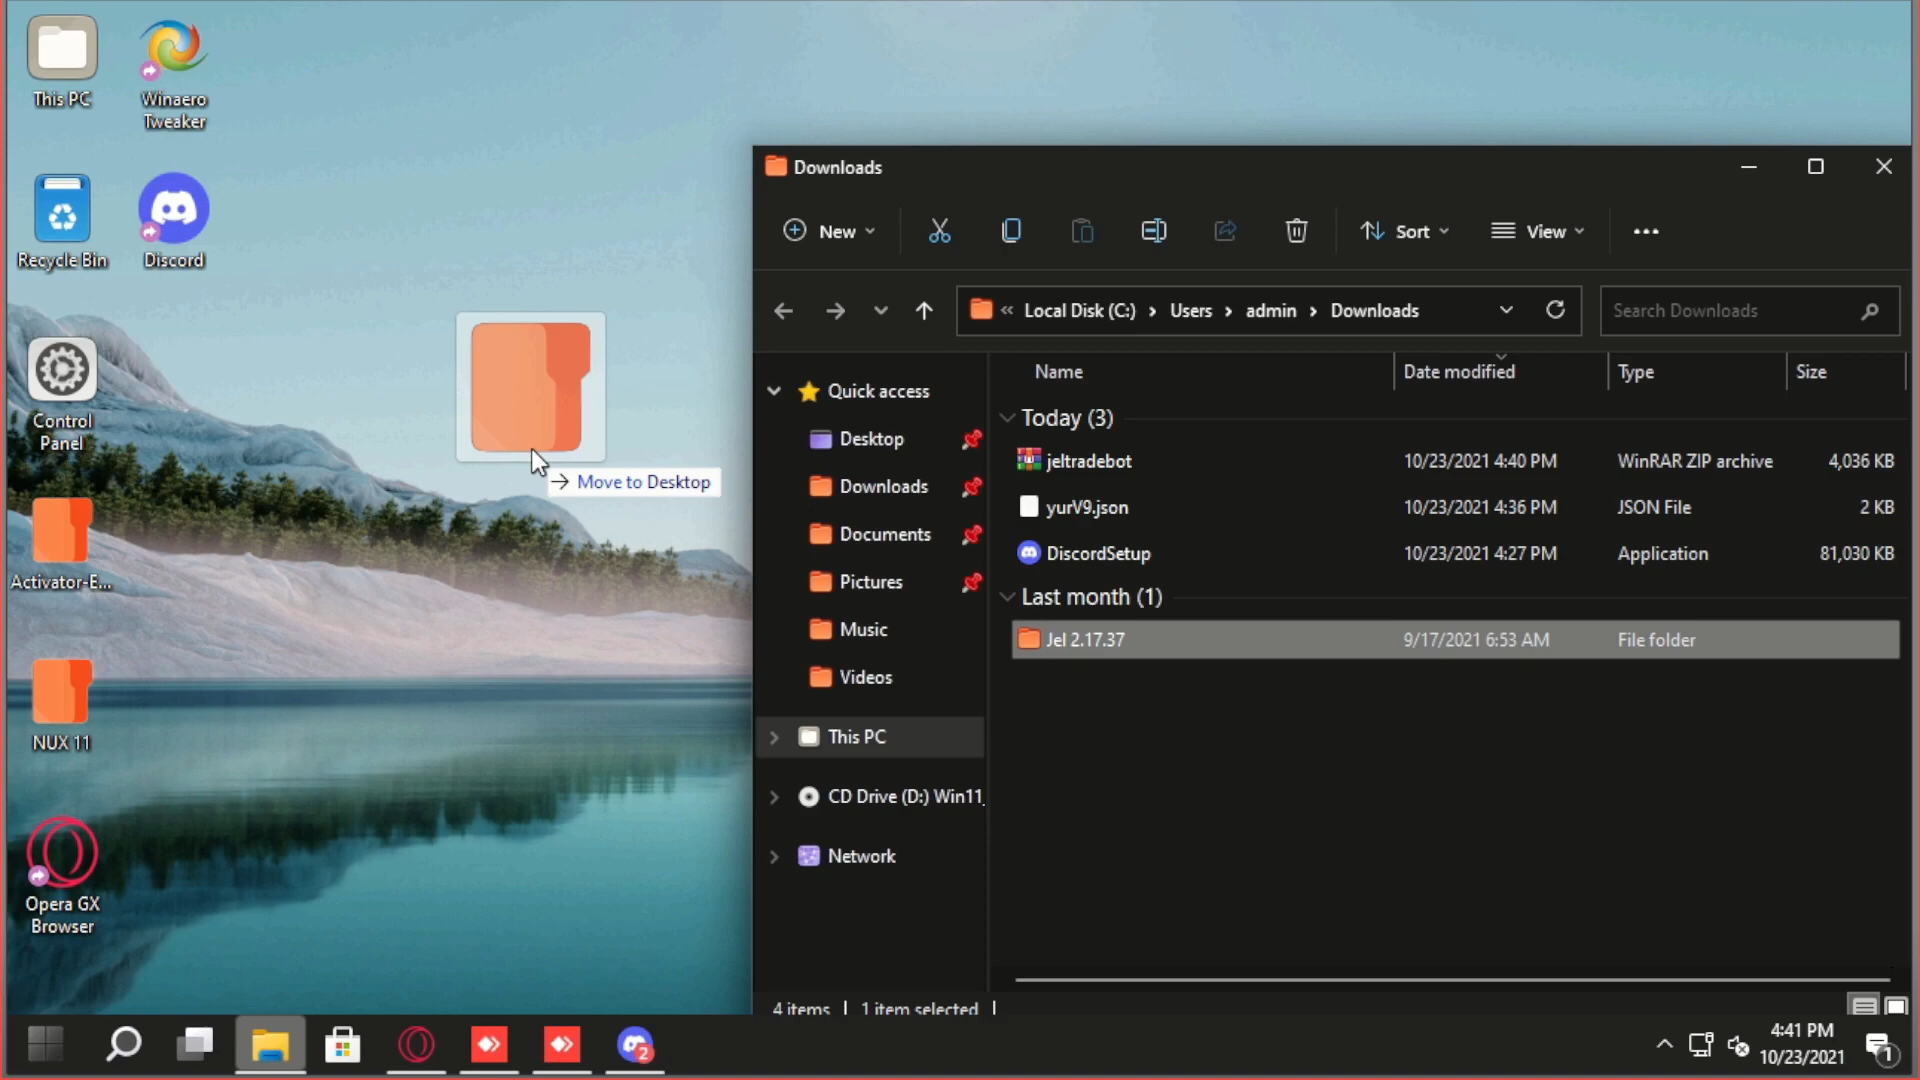 This PC
Winaero
Tweaker
Recycle Bin
Discord
Control
Panel
Activator-E...
NUX 11
Opera GX
Browser
Move to Desktop
Downloads
New
Sort
View
« Local Disk (C:) › Users › admin › Downloads
Search Downloads
Quick access
Desktop
Downloads
Documents
Pictures
Music
Videos
This PC
CD Drive (D:) Win11_
Network
Name Date modified Type Size
Today (3)
jeltradebot 10/23/2021 4:40 PM WinRAR ZIP archive 4,036 KB
yurV9.json 10/23/2021 4:36 PM JSON File 2 KB
DiscordSetup 10/23/2021 4:27 PM Application 81,030 KB
Last month (1)
Jel 2.17.37 9/17/2021 6:53 AM File folder
4 items 1 item selected
2
4:41 PM
10/23/2021
1